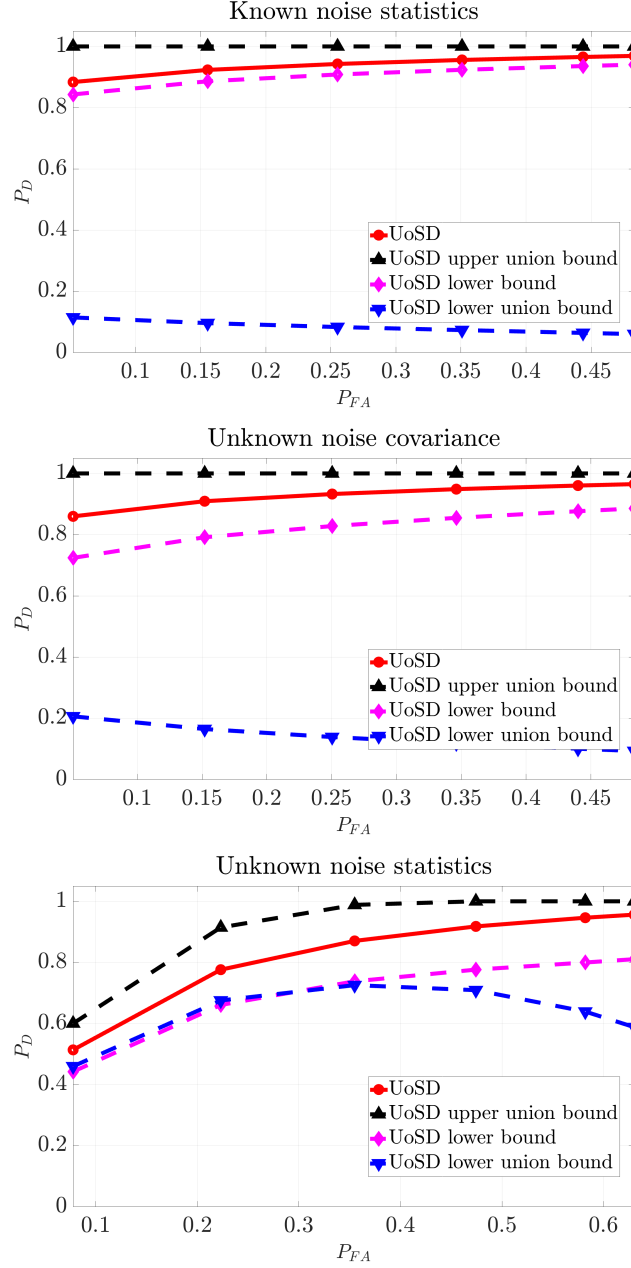 Known noise statistics
1
0.8
0.6
0.4
0.2
0
P_D
UoSD
UoSD upper union bound
UoSD lower bound
UoSD lower union bound
0.1 0.15 0.2 0.25 0.3 0.35 0.4 0.45
P_FA
Unknown noise covariance
1
0.8
0.6
0.4
0.2
0
P_D
UoSD
UoSD upper union bound
UoSD lower bound
UoSD lower union bound
0.1 0.15 0.2 0.25 0.3 0.35 0.4 0.45
P_FA
Unknown noise statistics
1
0.8
0.6
0.4
0.2
0
P_D
UoSD
UoSD upper union bound
UoSD lower bound
UoSD lower union bound
0.1 0.2 0.3 0.4 0.5 0.6
P_FA